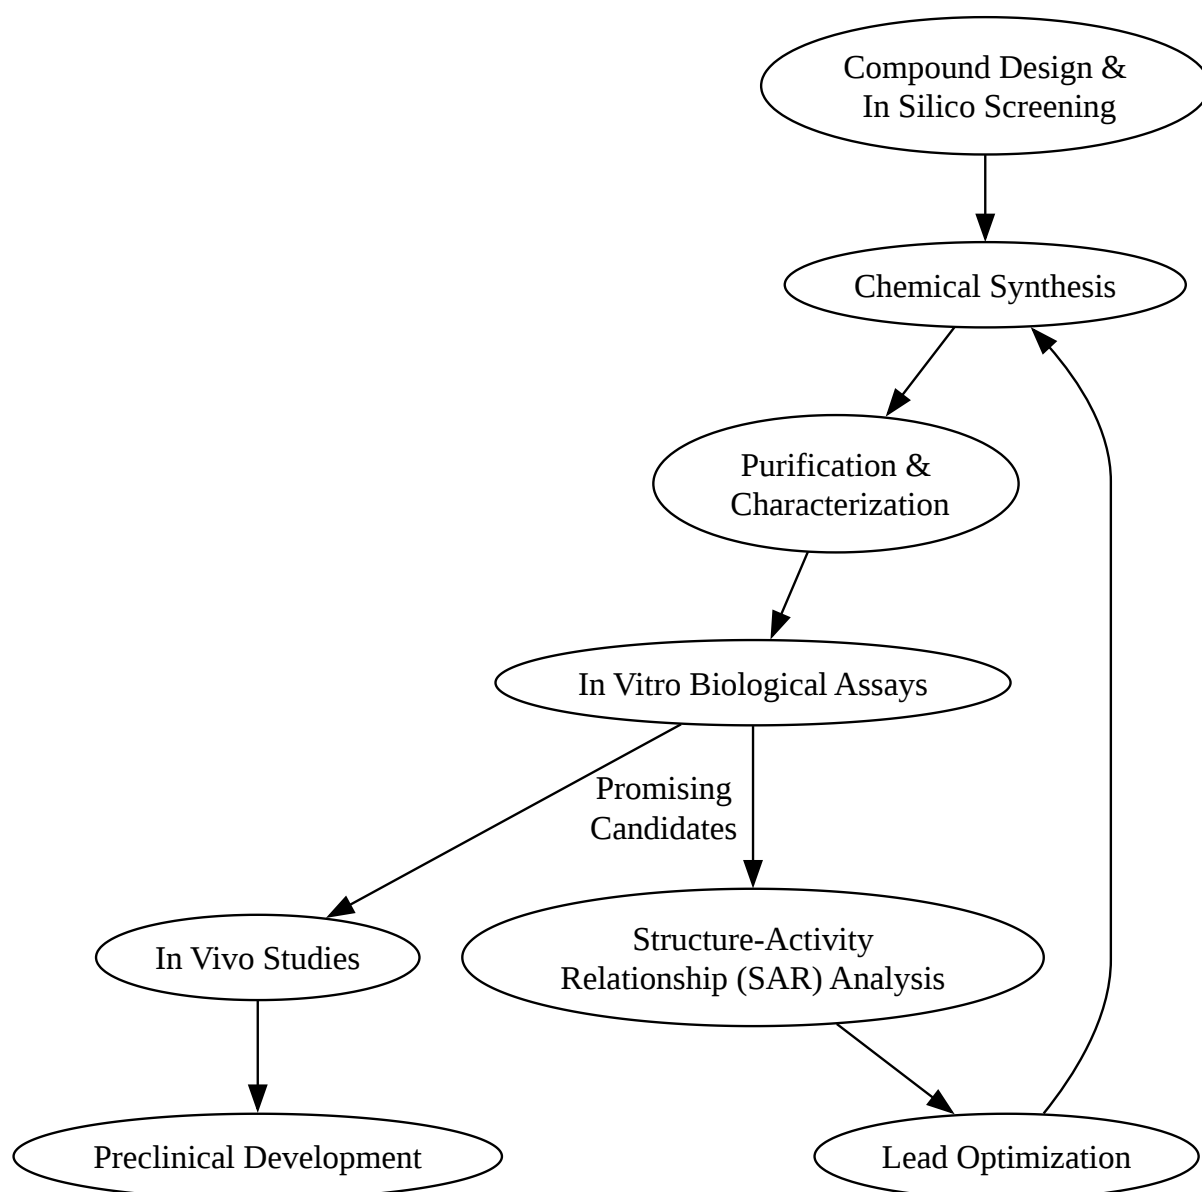 Compound Design &
In Silico Screening
Chemical Synthesis
Purification &
Characterization
In Vitro Biological Assays
Promising
Candidates
In Vivo Studies
Structure-Activity
Relationship (SAR) Analysis
Preclinical Development
Lead Optimization